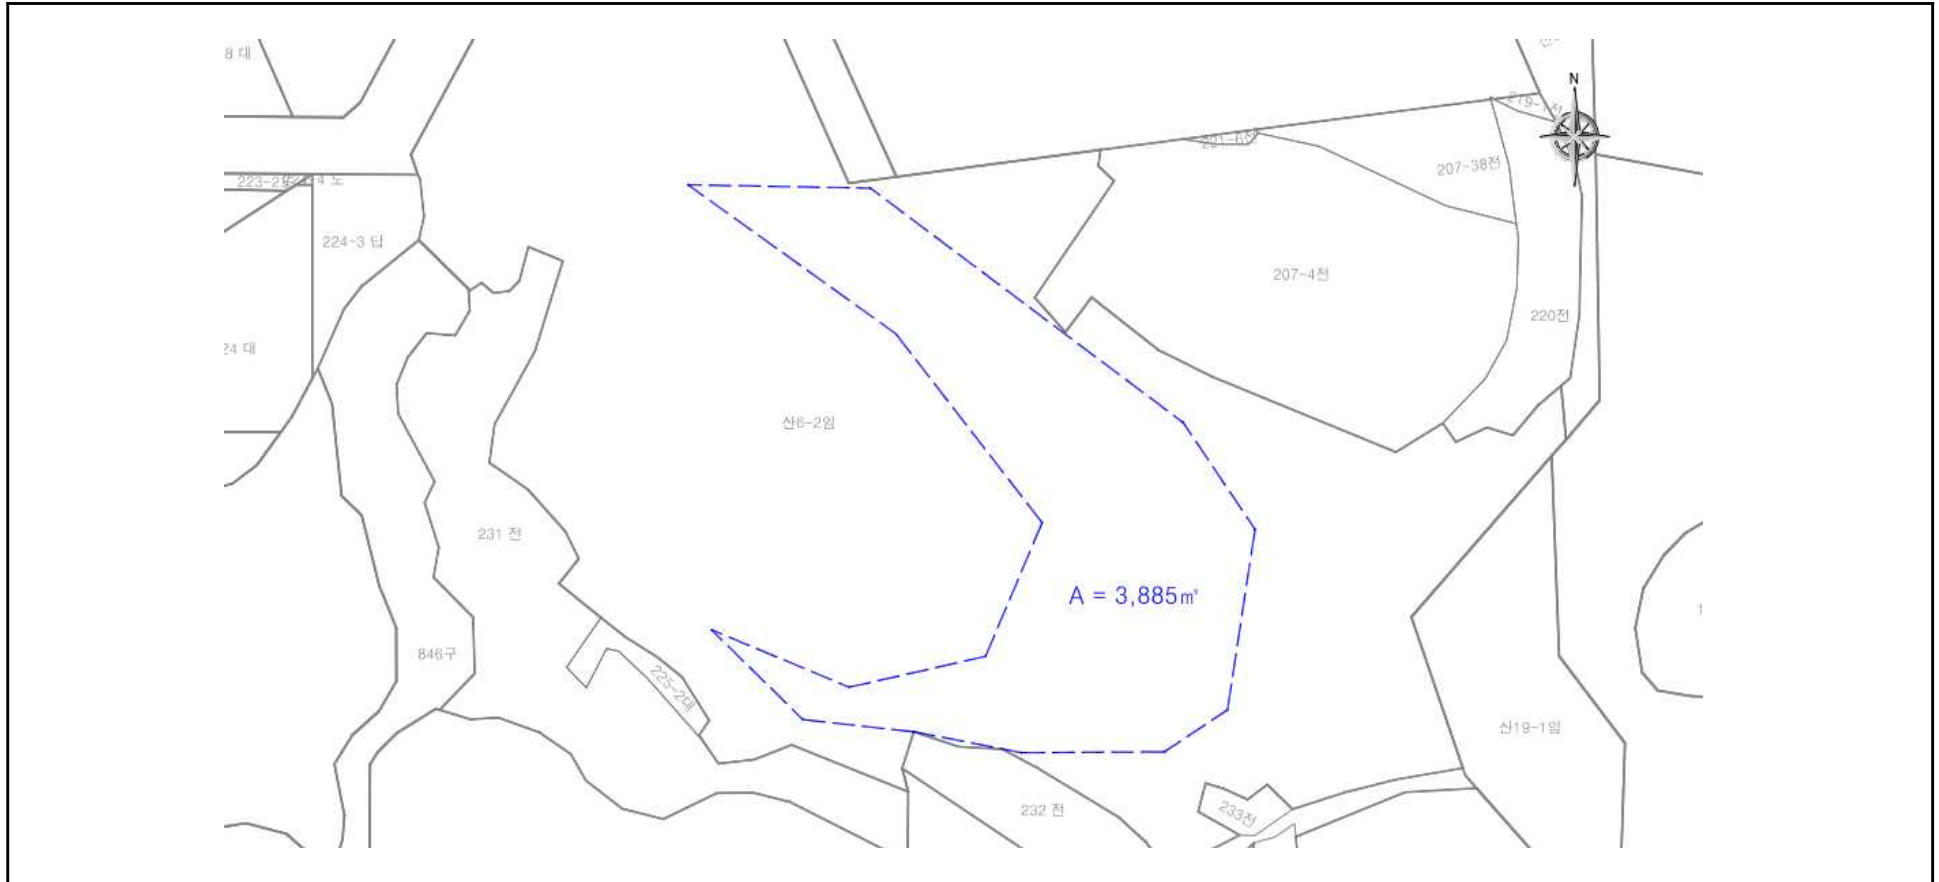 8 대
N
207-38전
224-3 답
207-4전
220전
24 대
산6-2임
231 전
A = 3,885㎡
846구
225-2대
산19-1임
232 전
233전
1